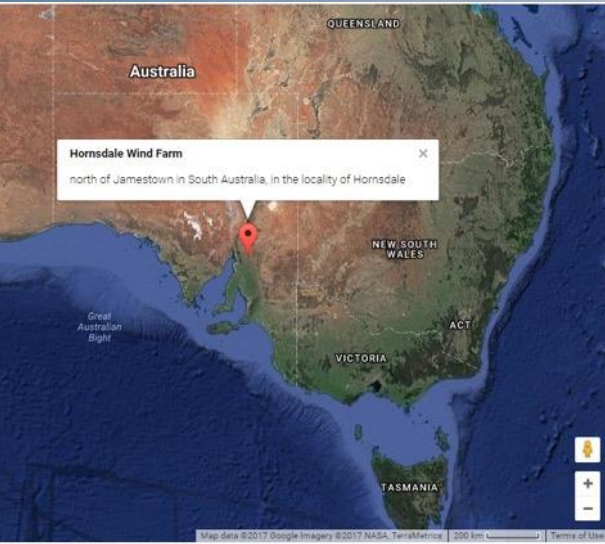 QUEENSLAND
Australia
Hornsdale Wind Farm
×
north of Jamestown in South Australia, in the locality of Hornsdale
NEW SOUTH
WALES
Great
Australian
Bight
ACT
VICTORIA
TASMANIA
+
−
Map data ©2017 Google Imagery ©2017 NASA, TerraMetrics 200 km Terms of Use